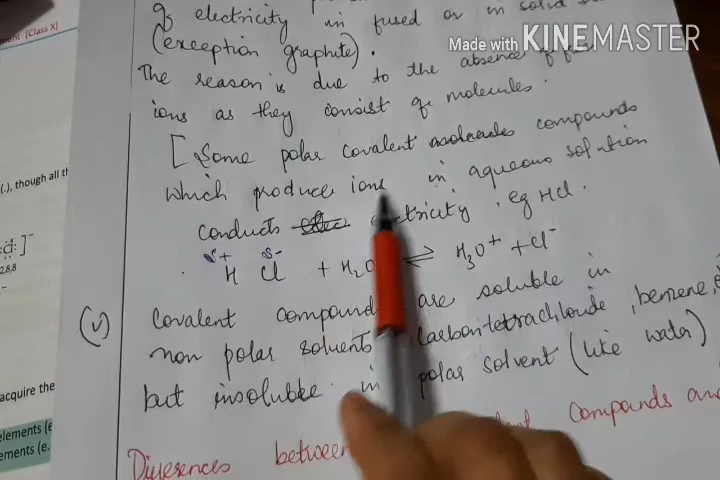 of electricity in fused or in solid
Made with KINEMASTER
(exception graphite).
The reason is due to the absence of
ions as they consist of molecules.
[Some polar covalent molecules compounds
which produce ions in aqueous solution
conducts electricity. eg HCl.
δ+ δ-
H Cl + H₂O ⇌ H₃O⁺ + Cl⁻
(v) Covalent compounds are soluble in
non polar solvents carbontetrachloride, benzene,
but insoluble in polar solvent (like water)
Differences between compounds
ment (Class X)
(.), though all th
2,8,8
acquire the
elements (e
ements (e.